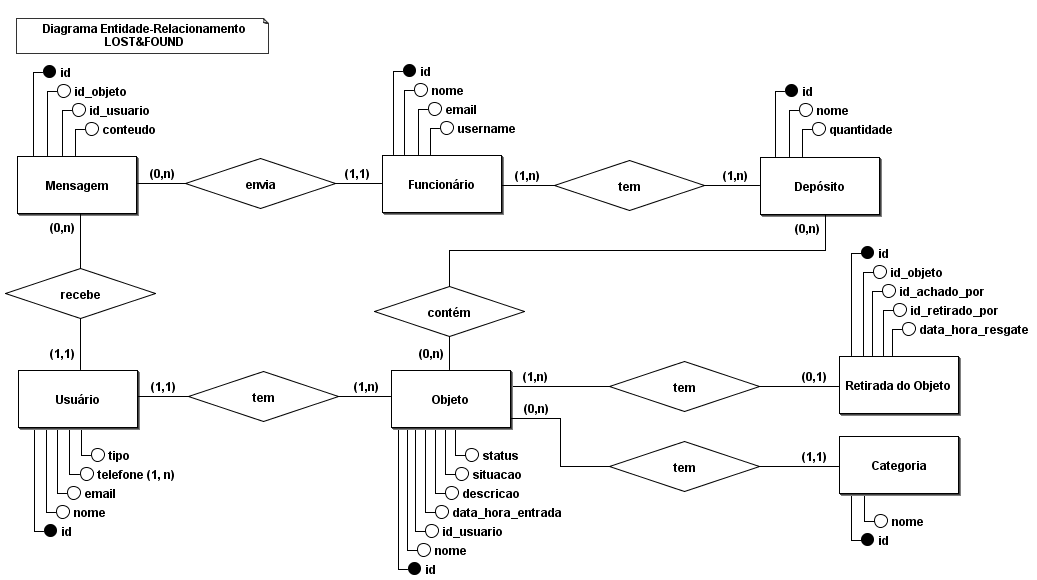 Diagrama Entidade-Relacionamento
LOST&FOUND
id
id_objeto
id_usuario
conteudo
id
nome
email
username
id
nome
quantidade
Mensagem
(0,n)
envia
(1,1)
Funcionário
(1,n)
tem
(1,n)
Depósito
(0,n)
(0,n)
id
id_objeto
id_achado_por
id_retirado_por
data_hora_resgate
recebe
contém
(1,1)
(0,n)
Usuário
(1,1)
tem
(1,n)
Objeto
(1,n)
tem
(0,1)
Retirada do Objeto
(0,n)
tem
(1,1)
Categoria
tipo
telefone (1, n)
email
nome
id
status
situacao
descricao
data_hora_entrada
id_usuario
nome
id
nome
id